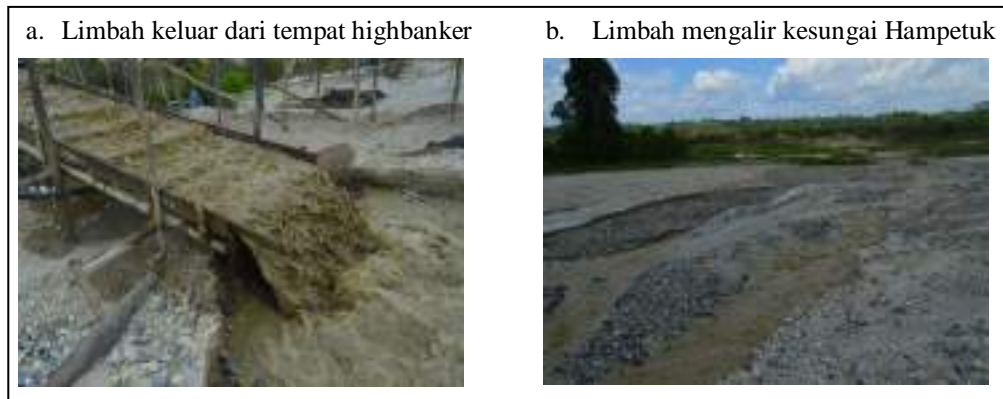 a. Limbah keluar dari tempat highbanker
b. Limbah mengalir kesungai Hampetuk